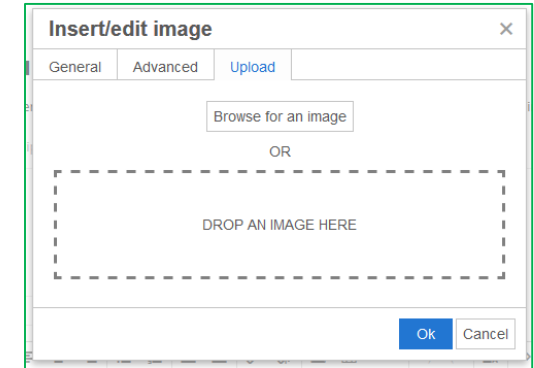 Insert/edit image ×
General Advanced Upload
Browse for an image
OR
DROP AN IMAGE HERE
Ok Cancel